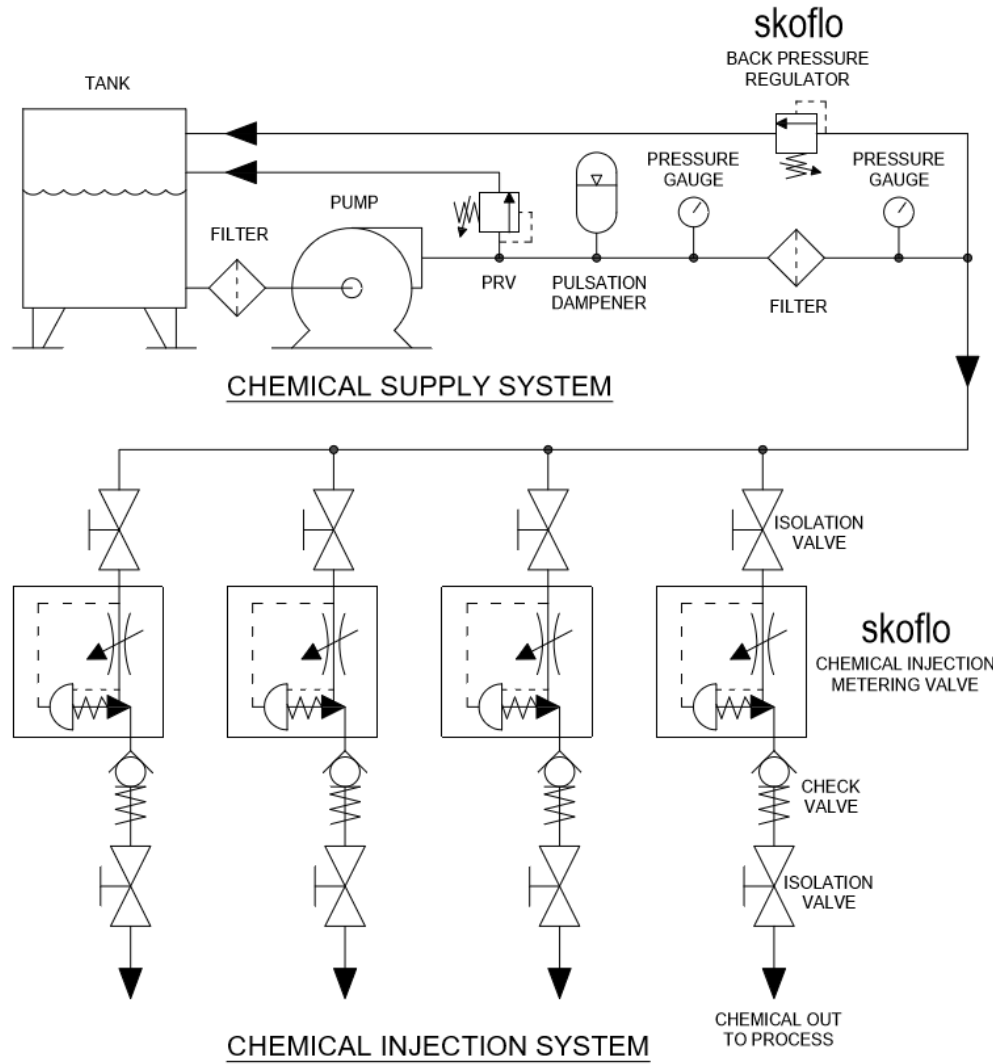 skoflo
BACK PRESSURE
REGULATOR
TANK
PRESSURE
GAUGE
PRESSURE
GAUGE
PUMP
FILTER
PRV
PULSATION
DAMPENER
FILTER
CHEMICAL SUPPLY SYSTEM
ISOLATION
VALVE
skoflo
CHEMICAL INJECTION
METERING VALVE
CHECK
VALVE
ISOLATION
VALVE
CHEMICAL OUT
TO PROCESS
CHEMICAL INJECTION SYSTEM